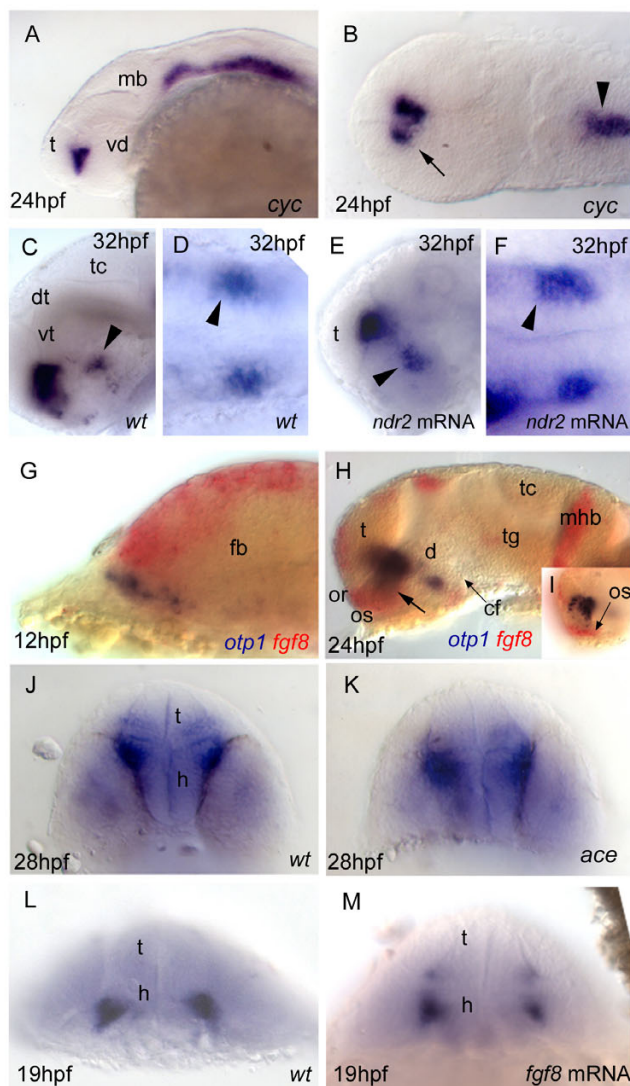 A
mb
t
vd
24hpf
cyc
B
24hpf
cyc
C
32hpf
tc
dt
vt
wt
D
32hpf
wt
E
32hpf
t
ndr2 mRNA
F
32hpf
ndr2 mRNA
G
fb
12hpf
otp1 fgf8
H
tc
t
mhb
d
tg
or
os
cf
24hpf
otp1 fgf8
I
os
J
t
h
28hpf
wt
K
28hpf
ace
L
t
h
19hpf
wt
M
t
h
19hpf
fgf8 mRNA